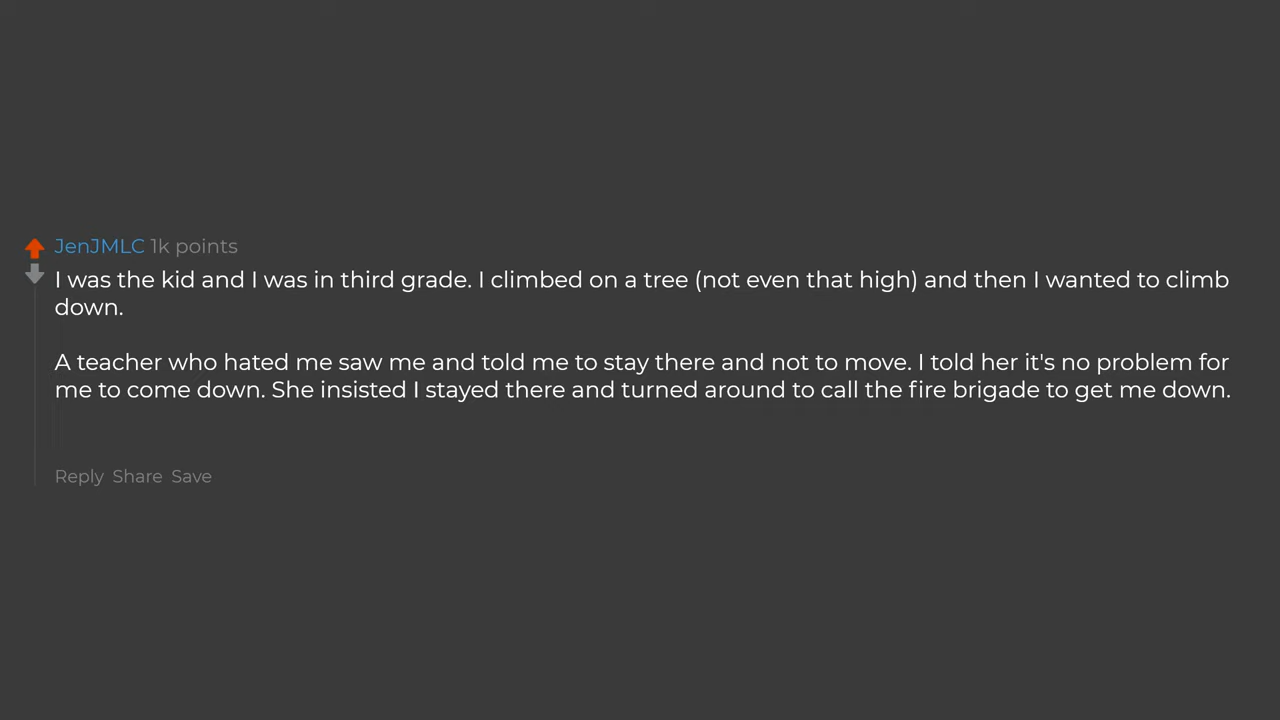 JenJMLC 1k points
I was the kid and I was in third grade. I climbed on a tree (not even that high) and then I wanted to climb
down.
A teacher who hated me saw me and told me to stay there and not to move. I told her it's no problem for
me to come down. She insisted I stayed there and turned around to call the fire brigade to get me down.
Reply Share Save